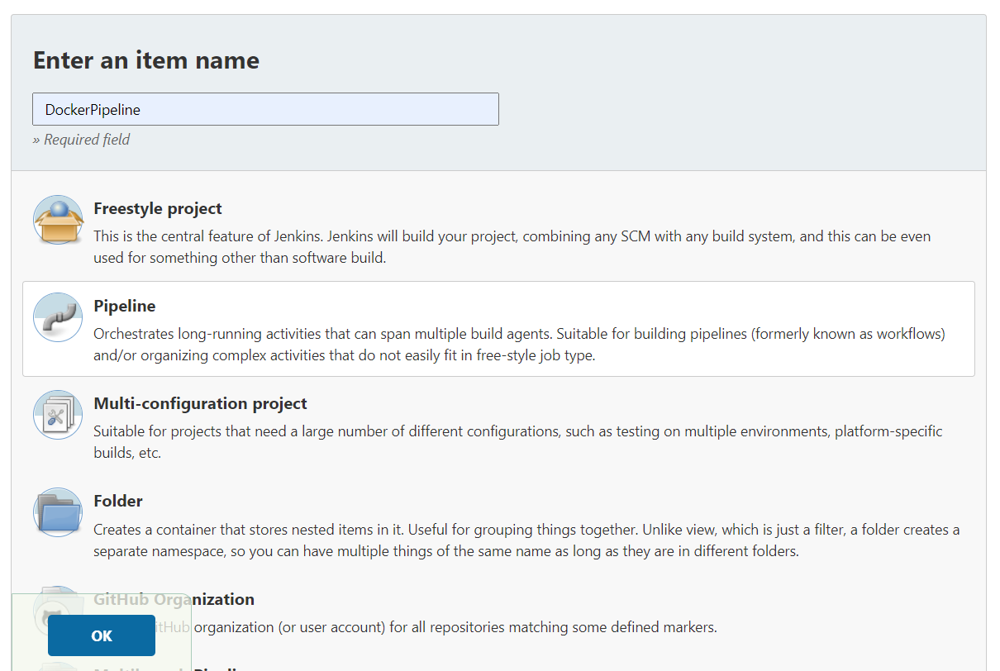 Enter an item name
DockerPipeline
» Required field
Freestyle project
This is the central feature of Jenkins. Jenkins will build your project, combining any SCM with any build system, and this can be even
used for something other than software build.
Pipeline
Orchestrates long-running activities that can span multiple build agents. Suitable for building pipelines (formerly known as workflows)
and/or organizing complex activities that do not easily fit in free-style job type.
Multi-configuration project
Suitable for projects that need a large number of different configurations, such as testing on multiple environments, platform-specific
builds, etc.
Folder
Creates a container that stores nested items in it. Useful for grouping things together. Unlike view, which is just a filter, a folder creates a
separate namespace, so you can have multiple things of the same name as long as they are in different folders.
GitHub Organization
GitHub organization (or user account) for all repositories matching some defined markers.
OK